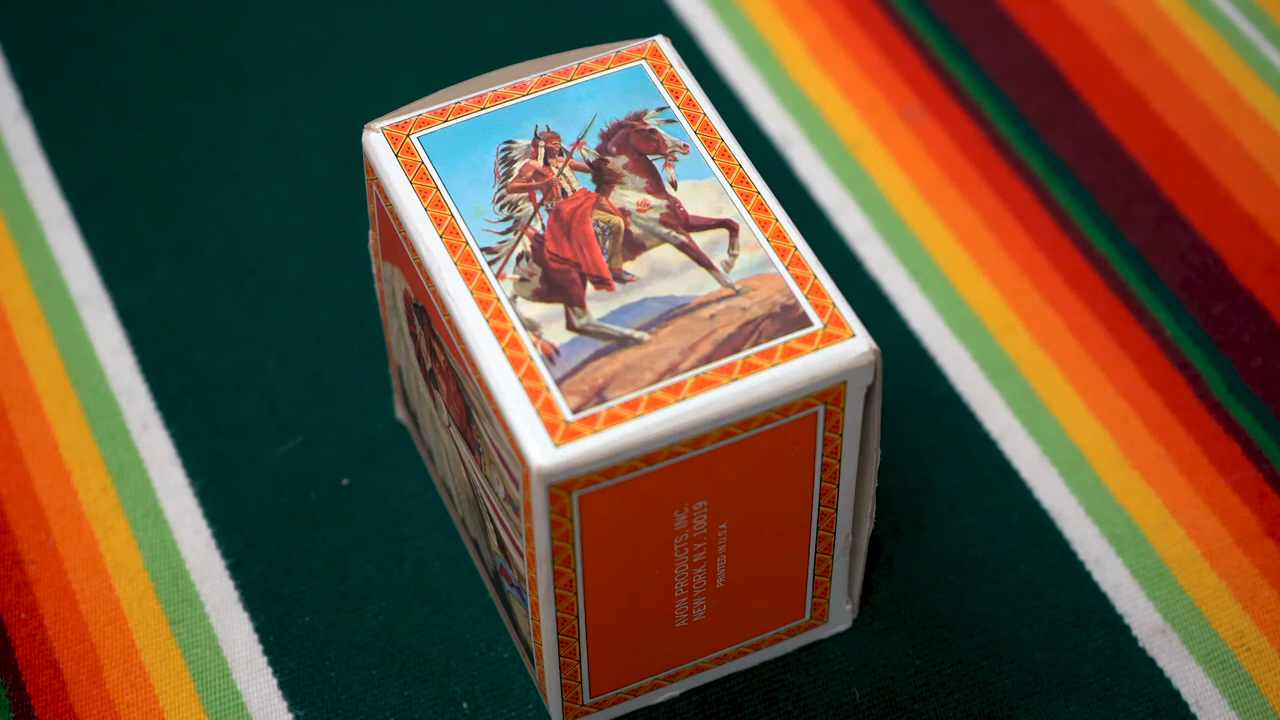 AVON PRODUCTS, INC.
NEW YORK, N.Y. 10019
PRINTED IN U.S.A.